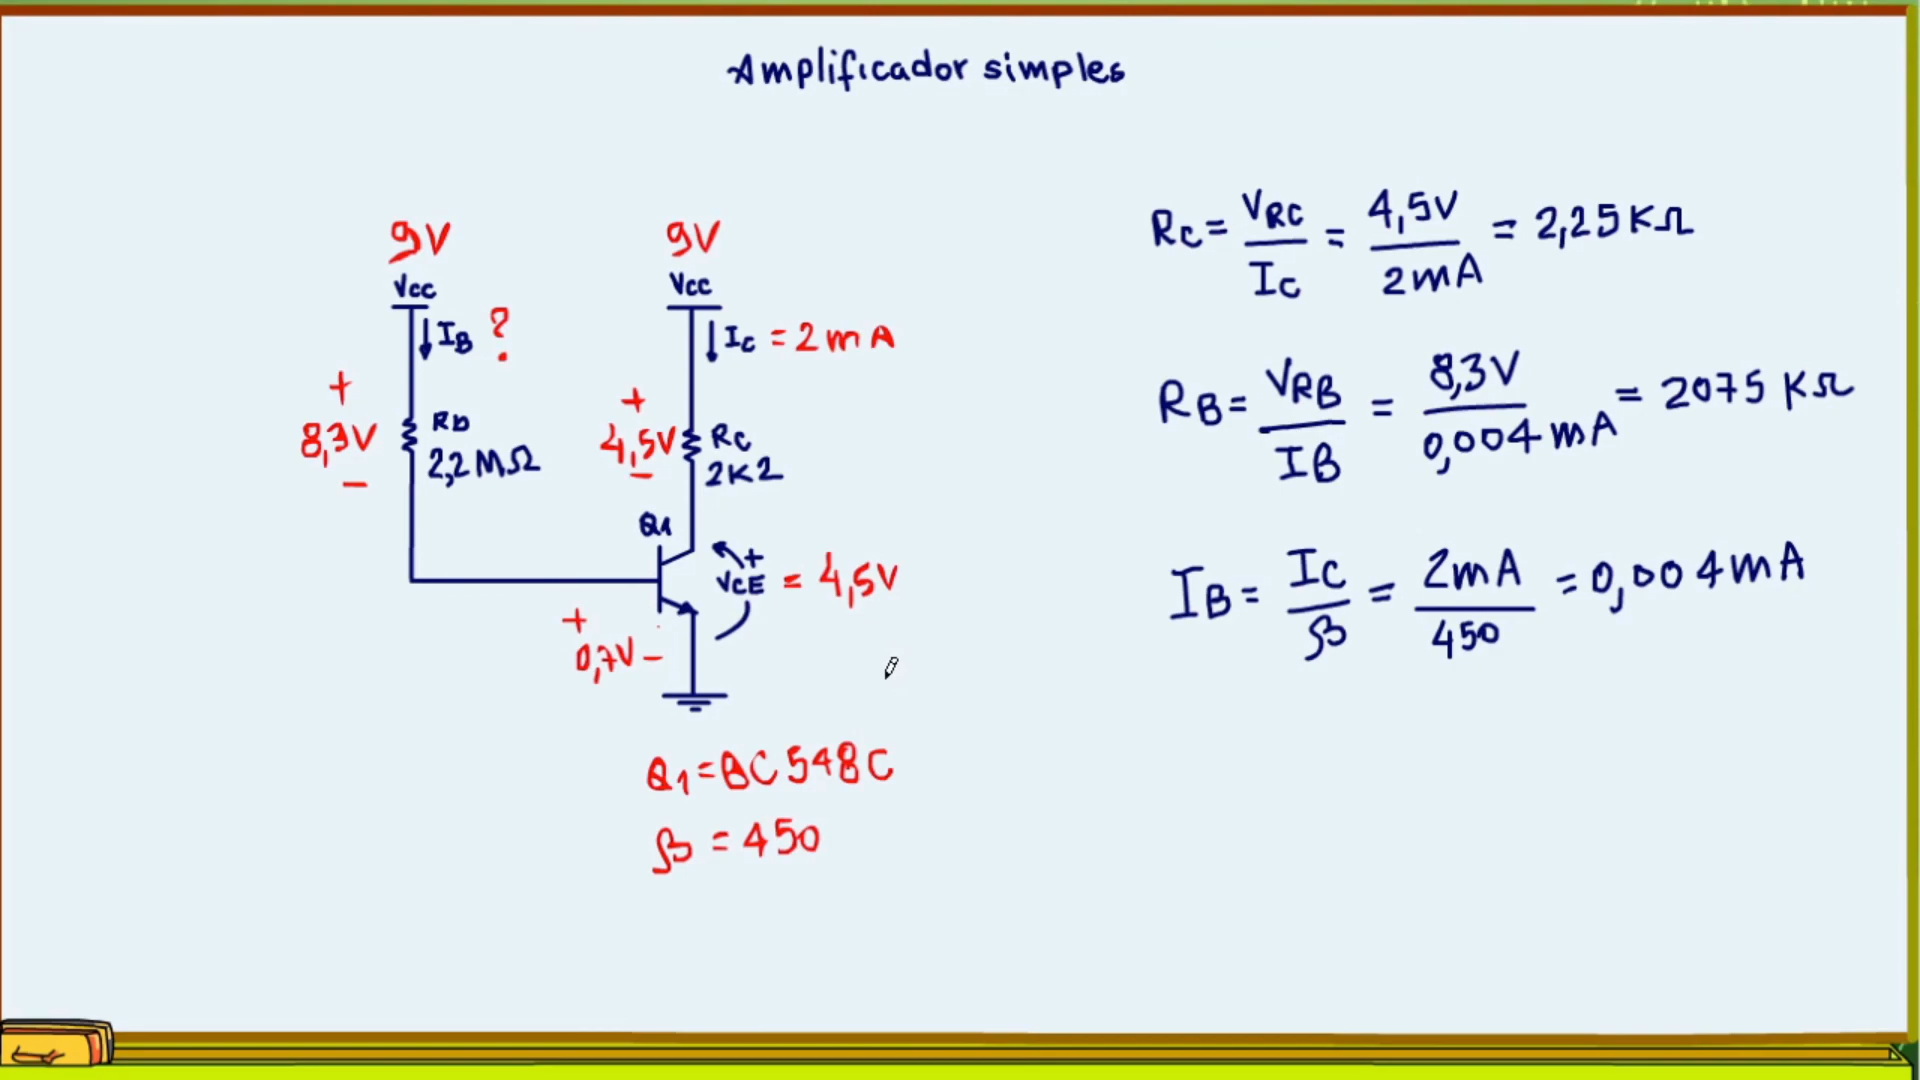 Amplificador simples
9V
Vcc
IB ?
+
8,3V
−
RB
2,2MΩ
9V
Vcc
Ic = 2mA
+
4,5V
−
Rc
2K2
Q1
+
VCE = 4,5V
+
0,7V −
Q1 = BC548C
β = 450
Rc = VRC / Ic = 4,5V / 2mA = 2,25KΩ
RB = VRB / IB = 8,3V / 0,004mA = 2075KΩ
IB = Ic / β = 2mA / 450 = 0,004mA